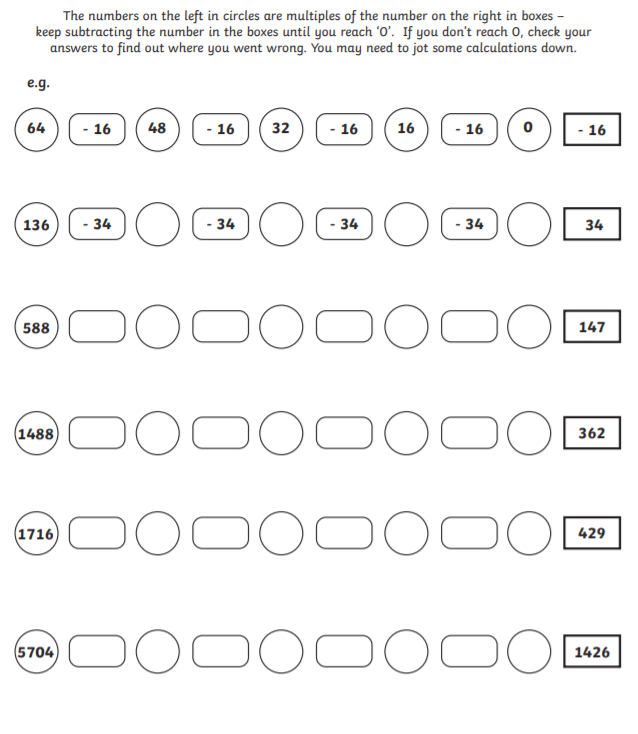 The numbers on the left in circles are multiples of the number on the right in boxes –
keep subtracting the number in the boxes until you reach ‘0’. If you don’t reach 0, check your
answers to find out where you went wrong. You may need to jot some calculations down.
e.g.
64 - 16 48 - 16 32 - 16 16 - 16 0 - 16
136 - 34 - 34 - 34 - 34 34
588 147
1488 362
1716 429
5704 1426